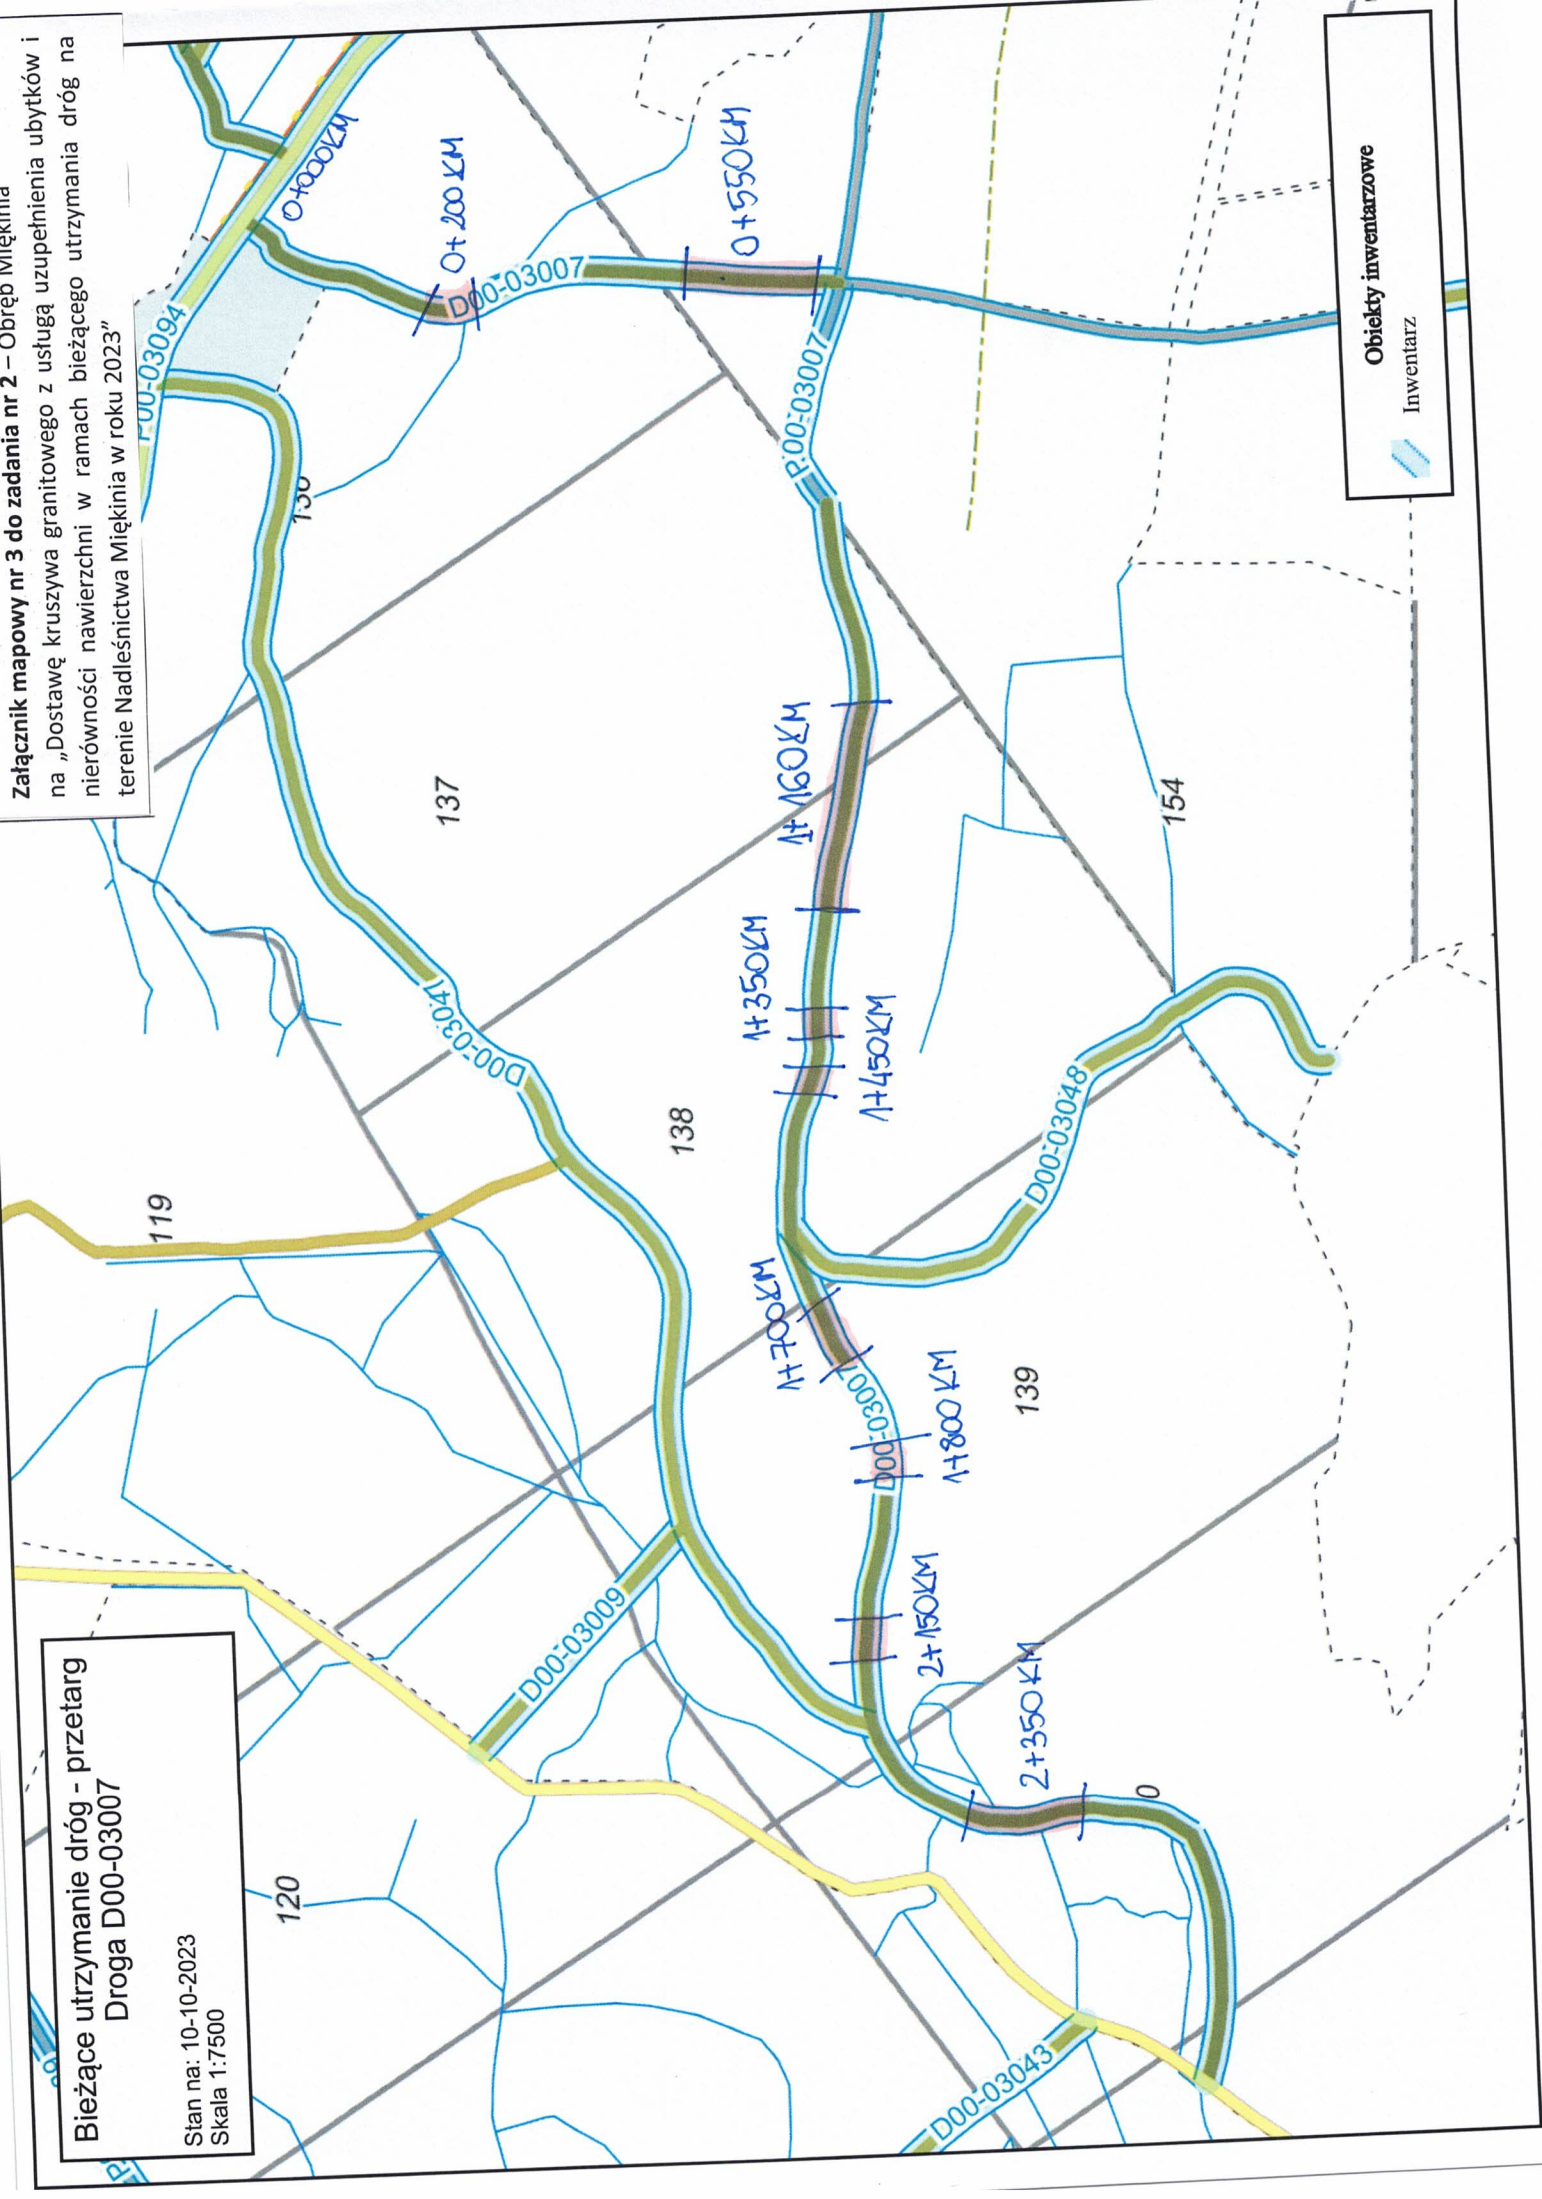 Załącznik mapowy nr 3 do zadania nr 2 – Obręb Miękinia
na „Dostawę kruszywa granitowego z usługą uzupełnienia ubytków i
nierówności nawierzchni w ramach bieżącego utrzymania dróg na
terenie Nadleśnictwa Miękinia w roku 2023”
Bieżące utrzymanie dróg - przetarg
Droga D00-03007
Stan na: 10-10-2023
Skala 1:7500
119
120
137
138
139
154
0
P.00-03094
D00-03041
D00-03009
D00-03043
D00-03048
D00-03007
D00-03007
P.00-03007
0+000KM
0+200KM
0+550KM
1+160KM
1+350KM
1+450KM
1+700KM
1+800KM
2+150KM
2+350KM
Obiekty inwentarzowe
Inwentarz